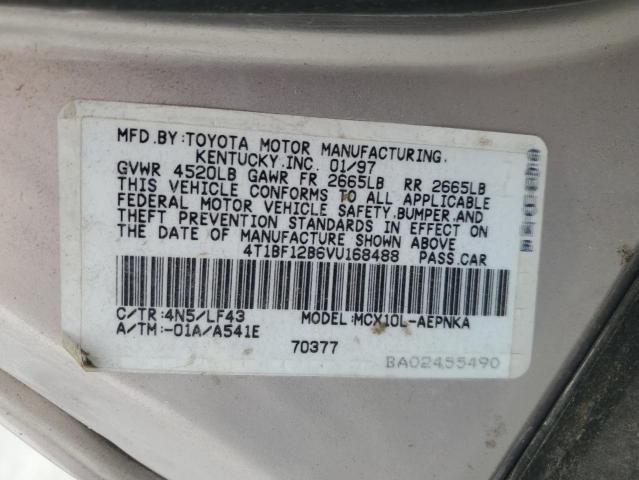 MFD.BY:TOYOTA MOTOR MANUFACTURING,
KENTUCKY,INC. 01/97
GVWR 4520LB GAWR FR 2665LB RR 2665LB
THIS VEHICLE CONFORMS TO ALL APPLICABLE
FEDERAL MOTOR VEHICLE SAFETY,BUMPER,AND
THEFT PREVENTION STANDARDS IN EFFECT ON
THE DATE OF MANUFACTURE SHOWN ABOVE
4T1BF12B6VU168488 PASS.CAR
C/TR:4N5/LF43 MODEL:MCX10L-AEPNKA
A/TM:-01A/A541E
70377
BA02455490